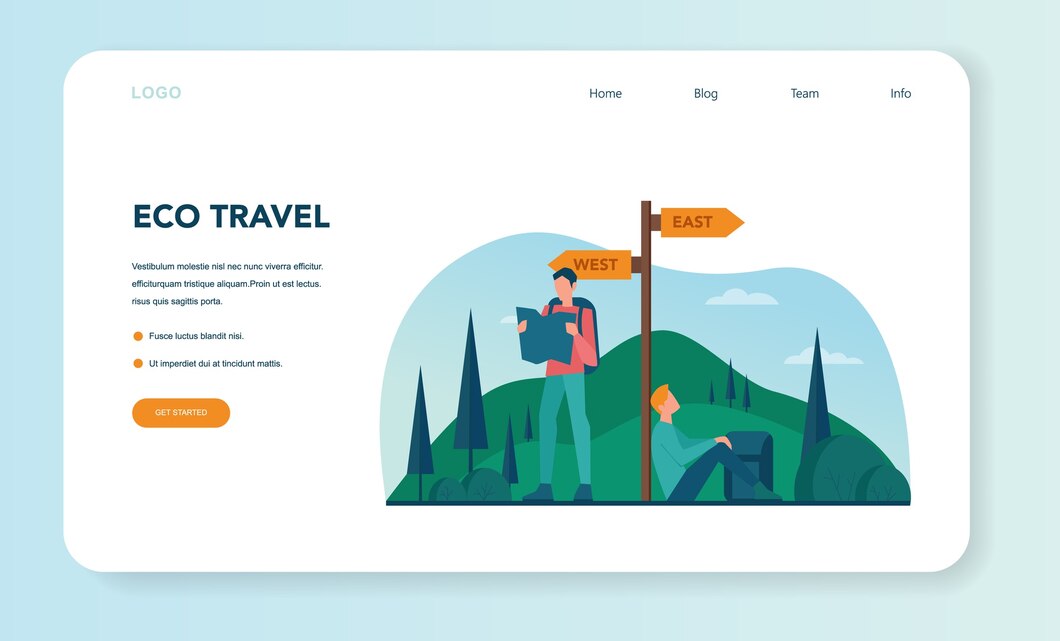 LOGO
Home
Blog
Team
Info
ECO TRAVEL
Vestibulum molestie nisl nec nunc viverra efficitur.
efficiturquam tristique aliquam.Proin ut est lectus.
risus quis sagittis porta.
Fusce luctus blandit nisi.
Ut imperdiet dui at tincidunt mattis.
GET STARTED
EAST
WEST